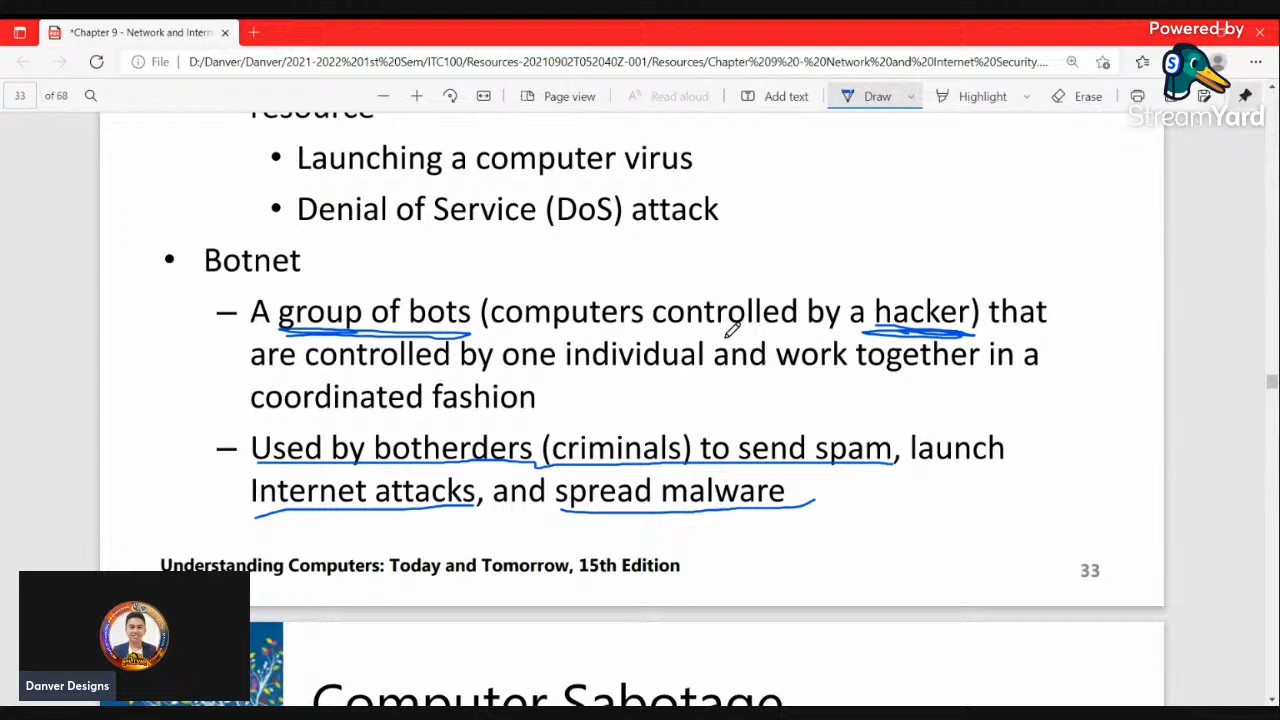 Powered by
*Chapter 9 - Network and Intern
File
D:/Danver/Danver/2021-2022%201st%20Sem/ITC100/Resources-20210902T052040Z-001/Resources/Chapter%209%20-%20Network%20and%20Internet%20Security....
33 of 68
Page view
Read aloud
Add text
Draw
Highlight
Erase
StreamYard
resource
• Launching a computer virus
• Denial of Service (DoS) attack
• Botnet
– A group of bots (computers controlled by a hacker) that
are controlled by one individual and work together in a
coordinated fashion
– Used by botherders (criminals) to send spam, launch
Internet attacks, and spread malware
Understanding Computers: Today and Tomorrow, 15th Edition
33
Danver Designs
Computer Sabotage